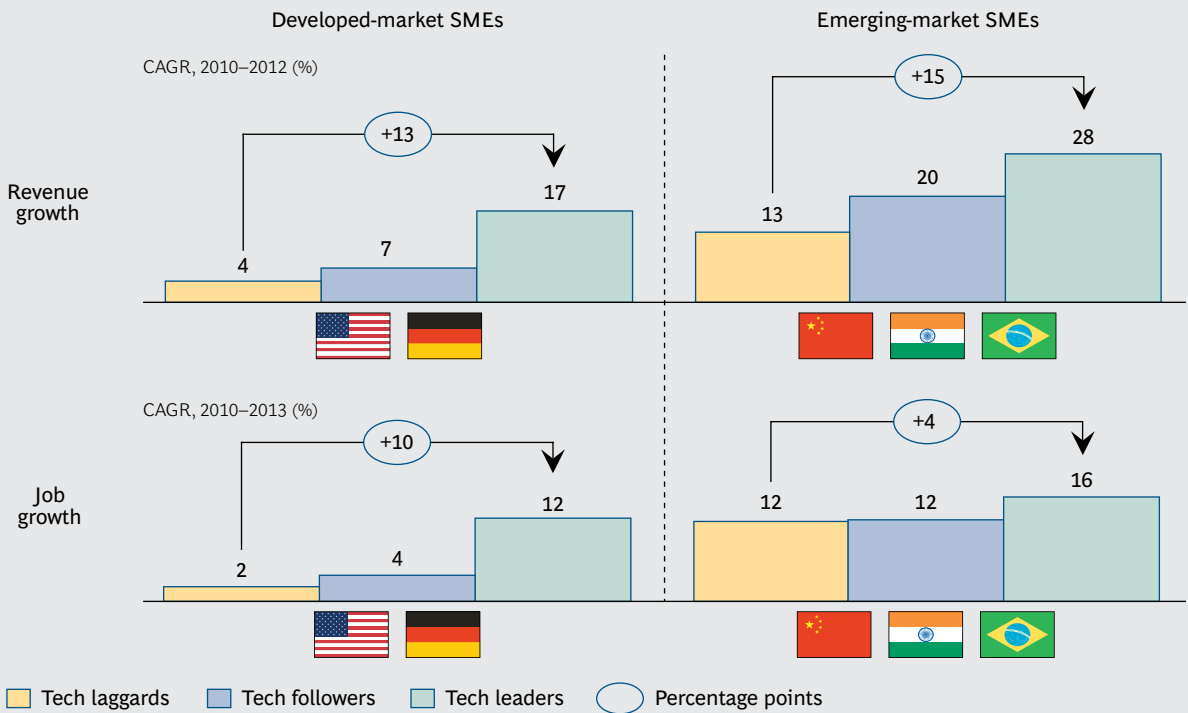 Developed-market SMEs
Emerging-market SMEs
CAGR, 2010–2012 (%)
+13
+15
Revenue
growth
4
7
17
13
20
28
CAGR, 2010–2013 (%)
+10
+4
Job
growth
2
4
12
12
12
16
Tech laggards
Tech followers
Tech leaders
Percentage points